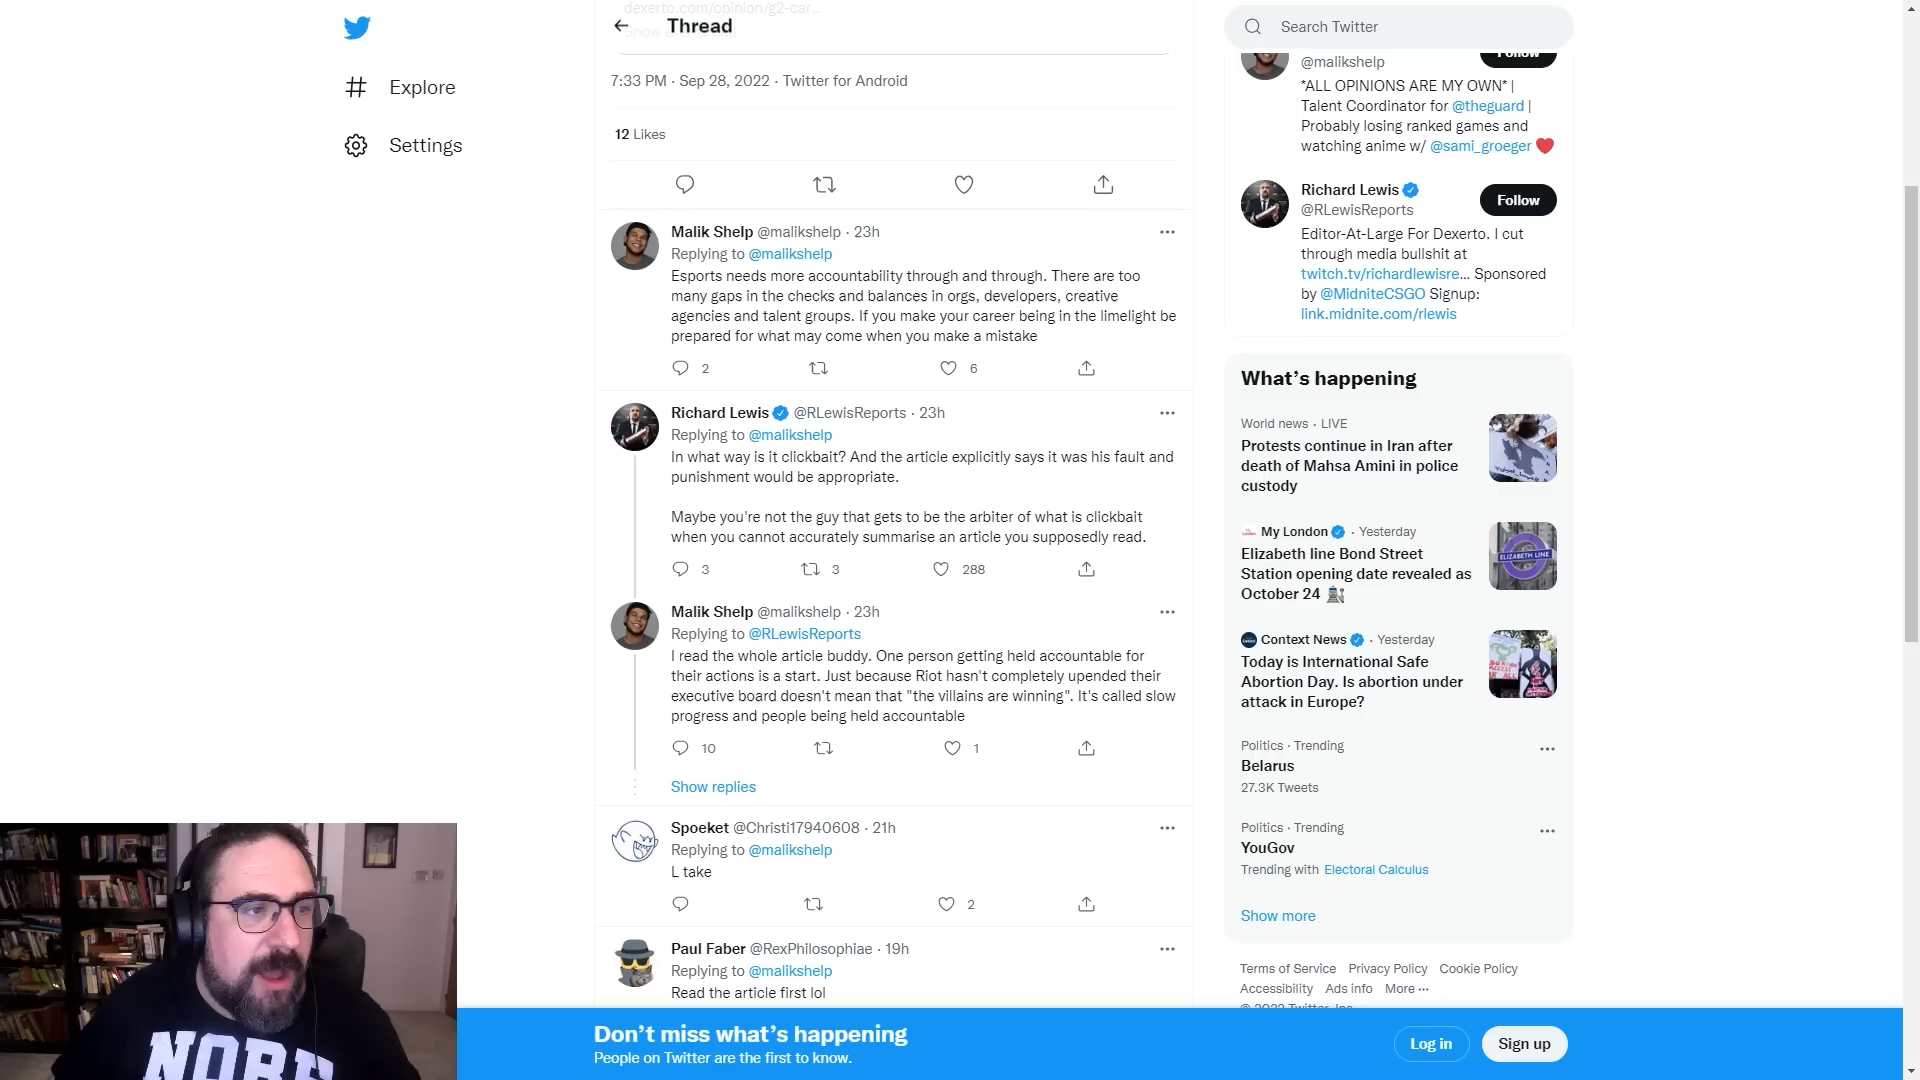 dexerto.com/opinion/g2-car...
Thread
Search Twitter
Explore
Settings
7:33 PM · Sep 28, 2022 · Twitter for Android
12 Likes
Malik Shelp @malikshelp · 23h
Replying to @malikshelp
Esports needs more accountability through and through. There are too
many gaps in the checks and balances in orgs, developers, creative
agencies and talent groups. If you make your career being in the limelight be
prepared for what may come when you make a mistake
2
6
Richard Lewis @RLewisReports · 23h
Replying to @malikshelp
In what way is it clickbait? And the article explicitly says it was his fault and
punishment would be appropriate.
Maybe you're not the guy that gets to be the arbiter of what is clickbait
when you cannot accurately summarise an article you supposedly read.
3
3
288
Malik Shelp @malikshelp · 23h
Replying to @RLewisReports
I read the whole article buddy. One person getting held accountable for
their actions is a start. Just because Riot hasn't completely upended their
executive board doesn't mean that "the villains are winning". It's called slow
progress and people being held accountable
10
1
Show replies
Spoeket @Christi17940608 · 21h
Replying to @malikshelp
L take
2
Paul Faber @RexPhilosophiae · 19h
Replying to @malikshelp
Read the article first lol
Follow
@malikshelp
*ALL OPINIONS ARE MY OWN* |
Talent Coordinator for @theguard |
Probably losing ranked games and
watching anime w/ @sami_groeger ❤️
Richard Lewis
@RLewisReports
Follow
Editor-At-Large For Dexerto. I cut
through media bullshit at
twitch.tv/richardlewisre... Sponsored
by @MidniteCSGO Signup:
link.midnite.com/rlewis
What's happening
World news · LIVE
Protests continue in Iran after
death of Mahsa Amini in police
custody
My London · Yesterday
Elizabeth line Bond Street
Station opening date revealed as
October 24
ELIZABETH LINE
Context News · Yesterday
Today is International Safe
Abortion Day. Is abortion under
attack in Europe?
Politics · Trending
Belarus
27.3K Tweets
Politics · Trending
YouGov
Trending with Electoral Calculus
Show more
Terms of Service Privacy Policy Cookie Policy
Accessibility Ads info More ···
© 2022 Twitter, Inc.
Don't miss what's happening
People on Twitter are the first to know.
Log in
Sign up